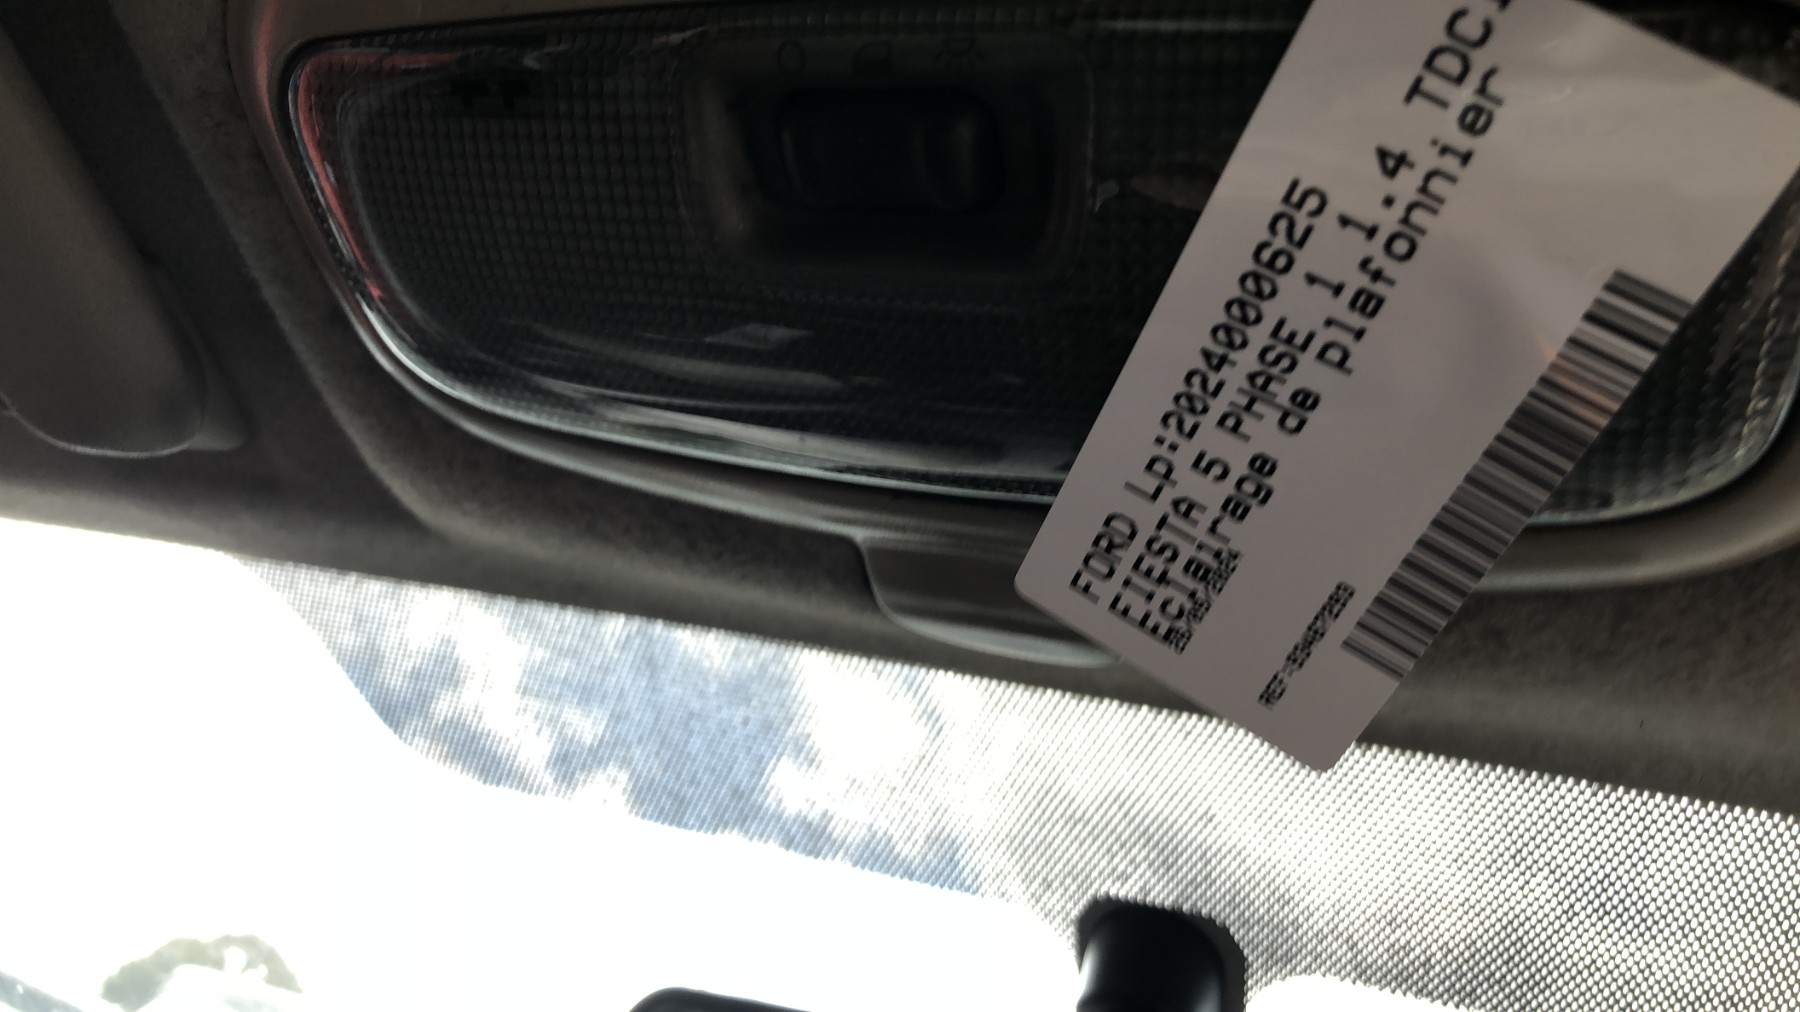 FORD Lp:2024000625
FIESTA 5 PHASE 1 1.4 TDCI
Eclairage de plafonnier